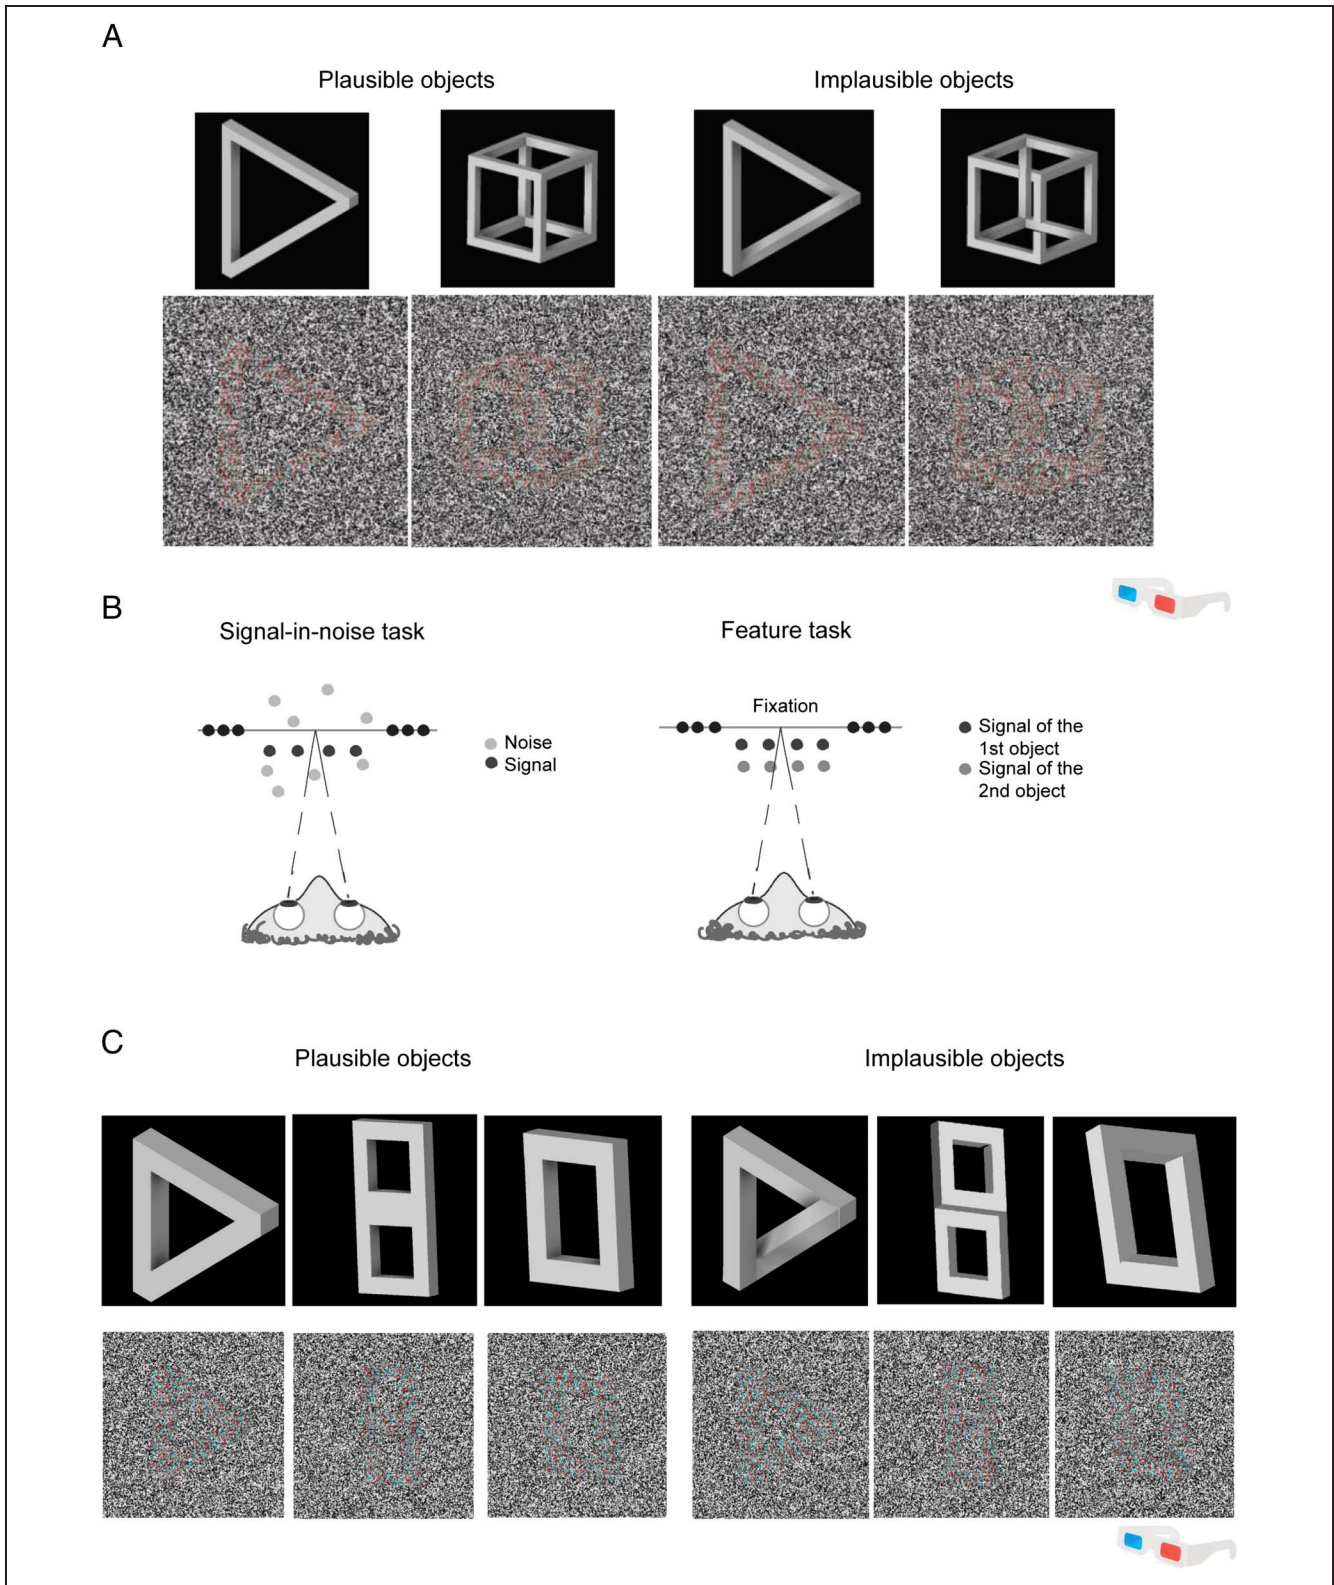 A
Plausible objects
Implausible objects
B
Signal-in-noise task
Noise
Signal
Feature task
Fixation
Signal of the
1st object
Signal of the
2nd object
C
Plausible objects
Implausible objects